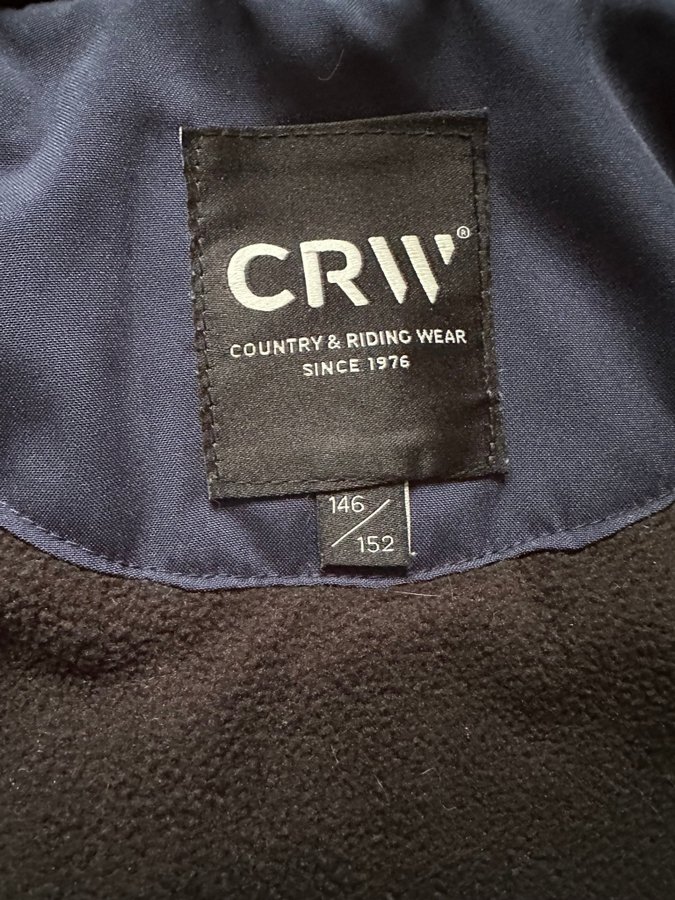 CRW®
COUNTRY & RIDING WEAR
SINCE 1976
146/
152